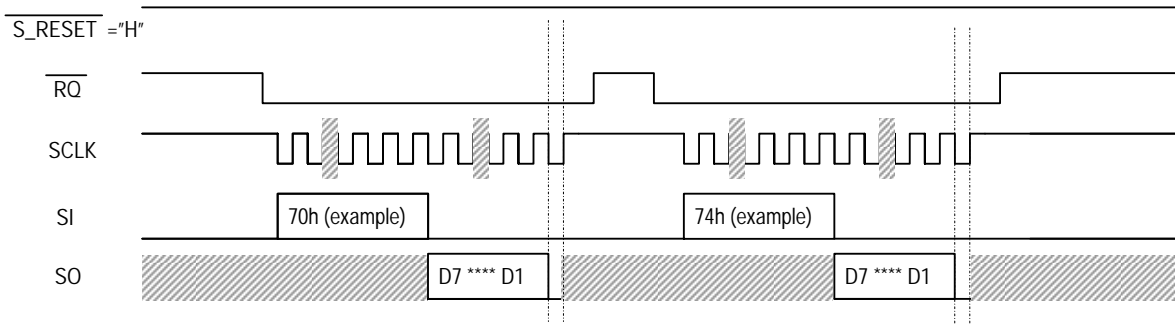 S_RESET ="H"
RQ
SCLK
SI
70h (example)
74h (example)
SO
D7 **** D1
D7 **** D1